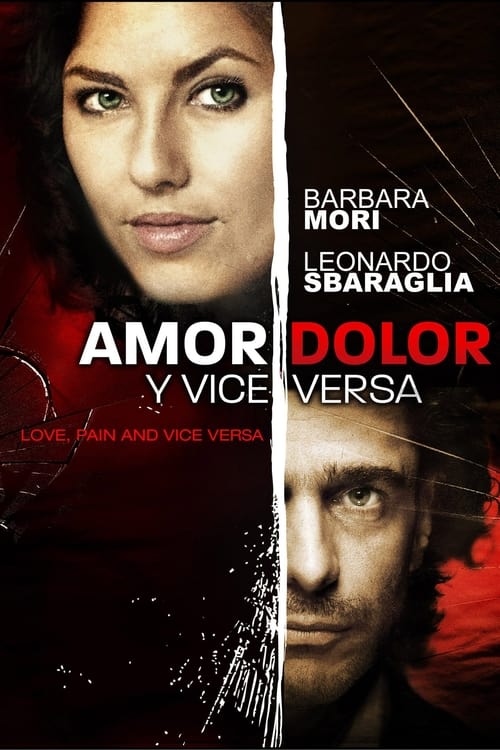 BARBARA
MORI
LEONARDO
SBARAGLIA
AMOR DOLOR
Y VICE VERSA
LOVE, PAIN AND VICE VERSA